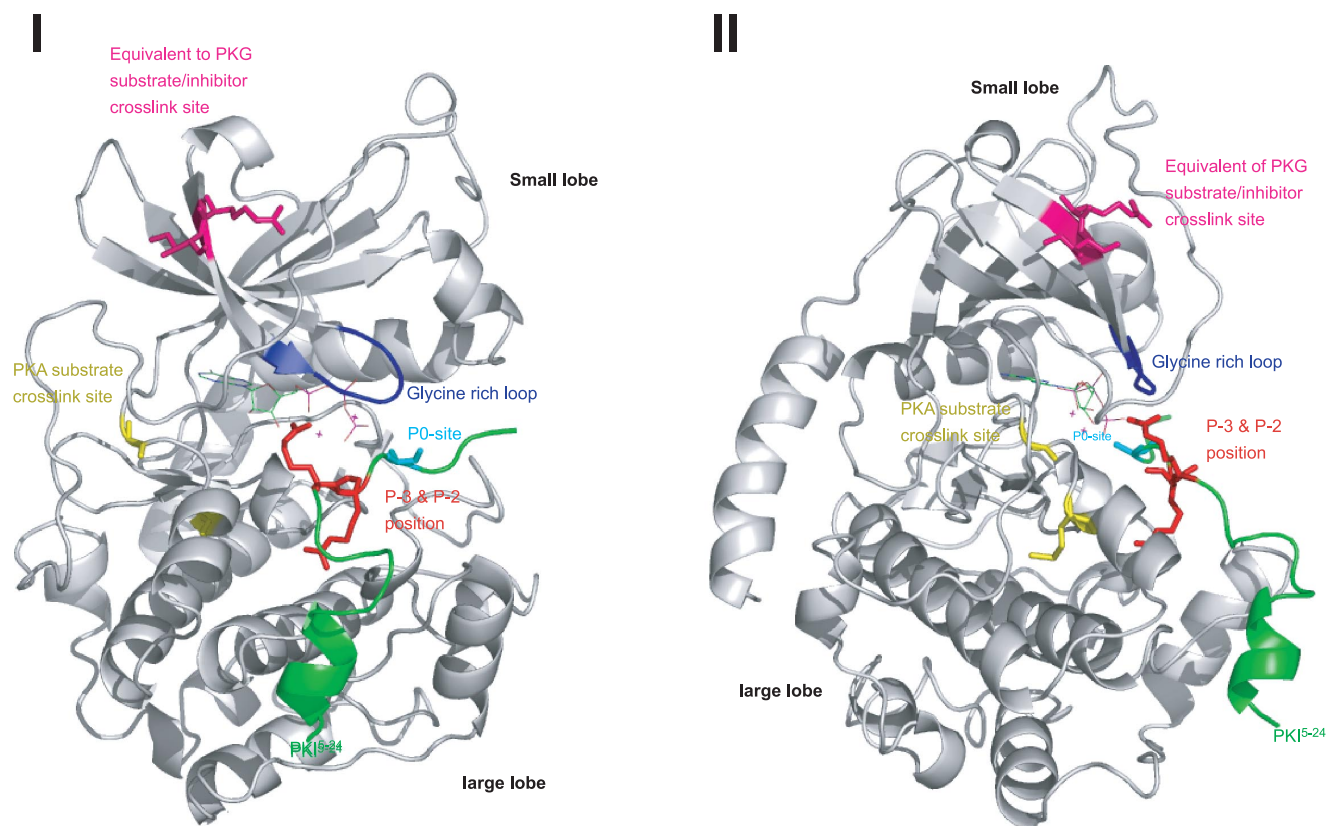 I
Equivalent to PKG
substrate/inhibitor
crosslink site
Small lobe
PKA substrate
crosslink site
Glycine rich loop
P0-site
P-3 & P-2
position
PKI5-24
large lobe
II
Small lobe
Equivalent of PKG
substrate/inhibitor
crosslink site
Glycine rich loop
PKA substrate
crosslink site
P0-site
P-3 & P-2
position
large lobe
PKI5-24